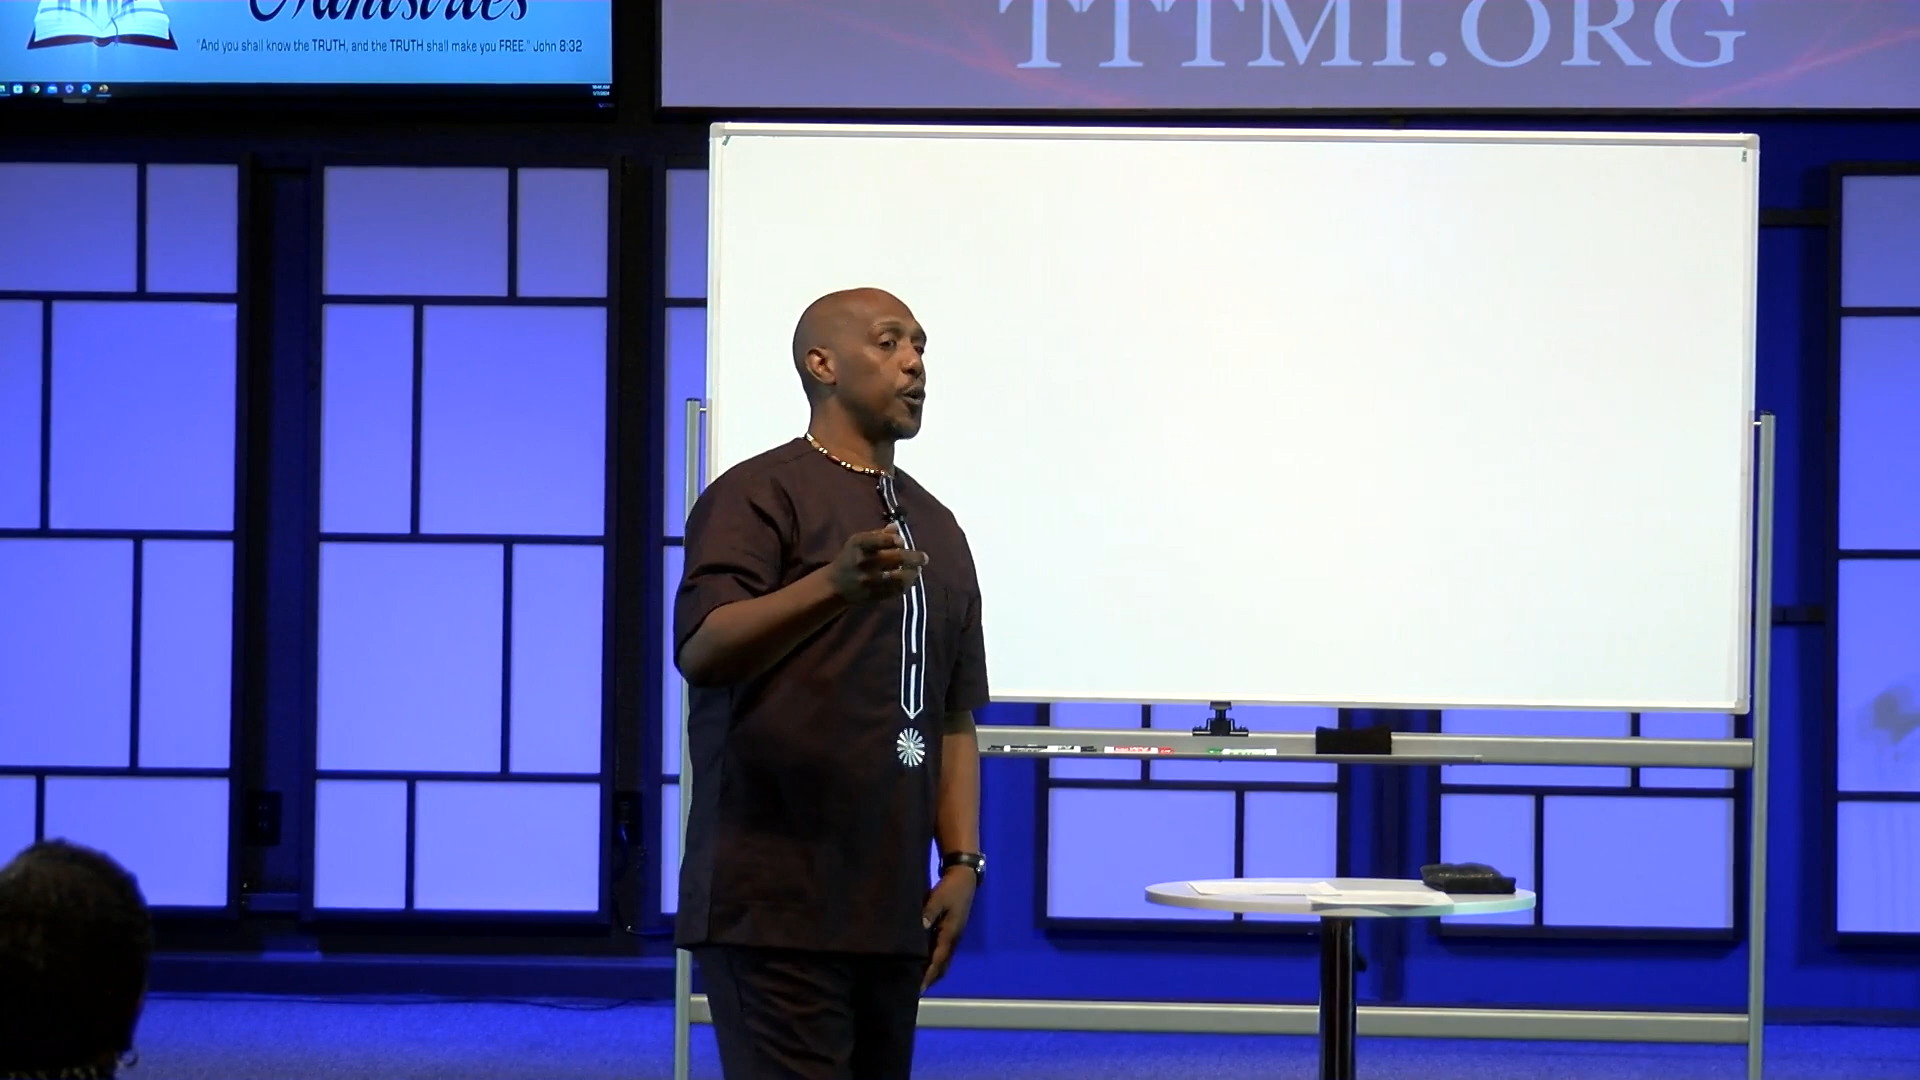 Ministries
"And you shall know the TRUTH, and the TRUTH shall make you FREE." John 8:32
TTTMI.ORG